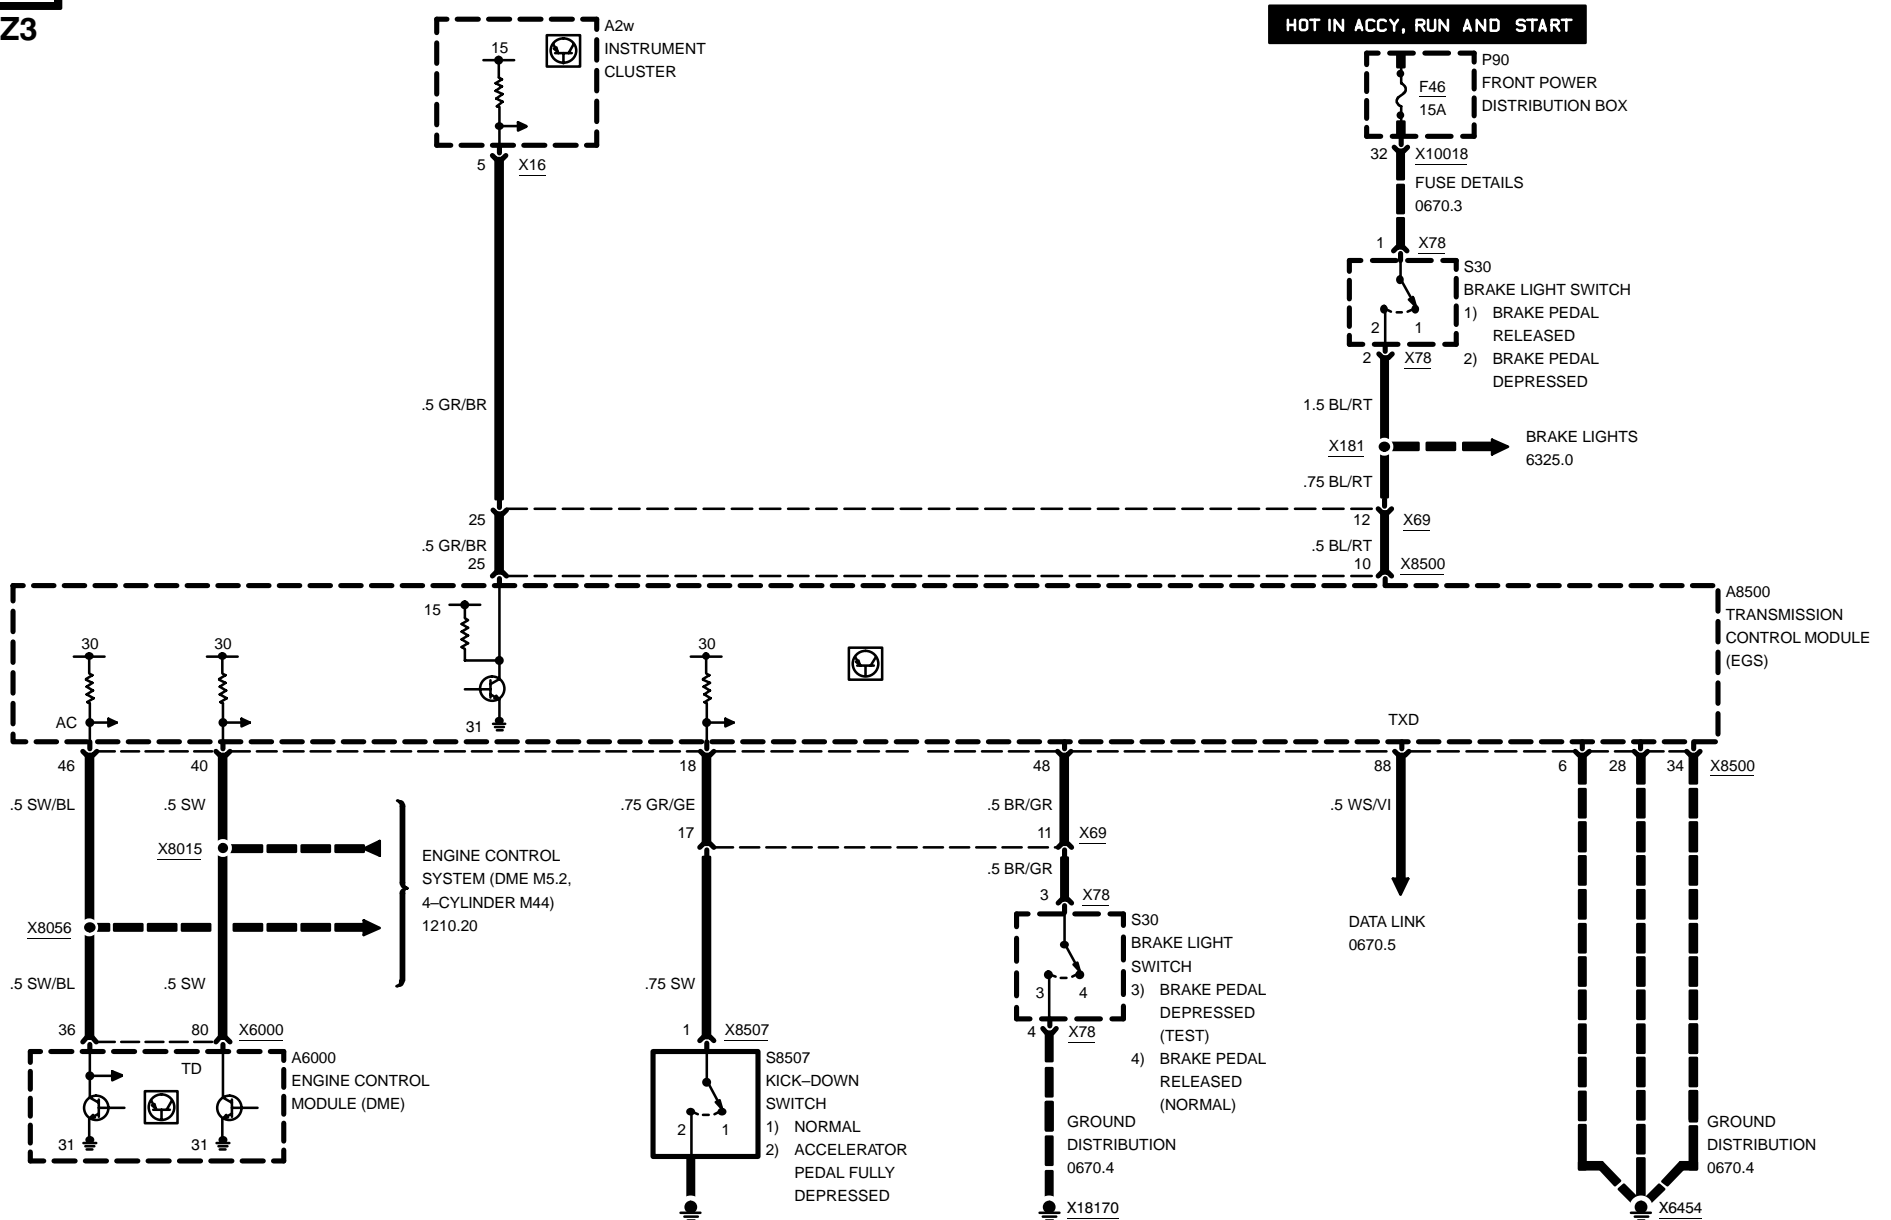 Z3
A2w
INSTRUMENT
CLUSTER
15
5 X16
.5 GR/BR
25
.5 GR/BR
25
HOT IN ACCY, RUN AND START
P90
FRONT POWER
DISTRIBUTION BOX
F46
15A
32 X10018
FUSE DETAILS
0670.3
1 X78
S30
BRAKE LIGHT SWITCH
1) BRAKE PEDAL
RELEASED
2) BRAKE PEDAL
DEPRESSED
2 1
2 X78
1.5 BL/RT
X181
BRAKE LIGHTS
6325.0
.75 BL/RT
12 X69
.5 BL/RT
10 X8500
A8500
TRANSMISSION
CONTROL MODULE
(EGS)
15
30 30 30
AC
31
TXD
46 40 18 48 88 6 28 34 X8500
.5 SW/BL .5 SW .75 GR/GE .5 BR/GR .5 WS/VI
17 11 X69
X8015
ENGINE CONTROL
SYSTEM (DME M5.2,
4–CYLINDER M44)
1210.20
X8056
.5 BR/GR
3 X78
S30
BRAKE LIGHT
SWITCH
3) BRAKE PEDAL
DEPRESSED
(TEST)
4) BRAKE PEDAL
RELEASED
(NORMAL)
3 4
4 X78
DATA LINK
0670.5
.5 SW/BL .5 SW .75 SW
36 80 X6000
1 X8507
A6000
ENGINE CONTROL
MODULE (DME)
TD
31 31
S8507
KICK–DOWN
SWITCH
1) NORMAL
2) ACCELERATOR
PEDAL FULLY
DEPRESSED
2 1
GROUND
DISTRIBUTION
0670.4
X18170
GROUND
DISTRIBUTION
0670.4
X6454